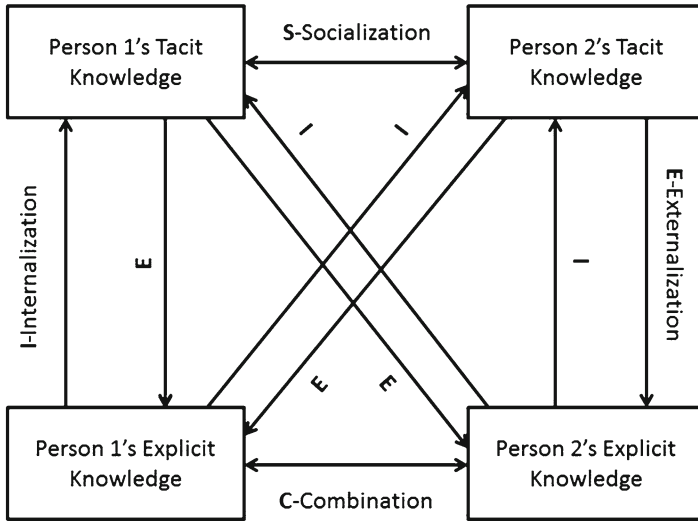 Person 1's Tacit
Knowledge
S-Socialization
Person 2's Tacit
Knowledge
I
I
I-Internalization
E
I
E-Externalization
E
E
Person 1's Explicit
Knowledge
C-Combination
Person 2's Explicit
Knowledge